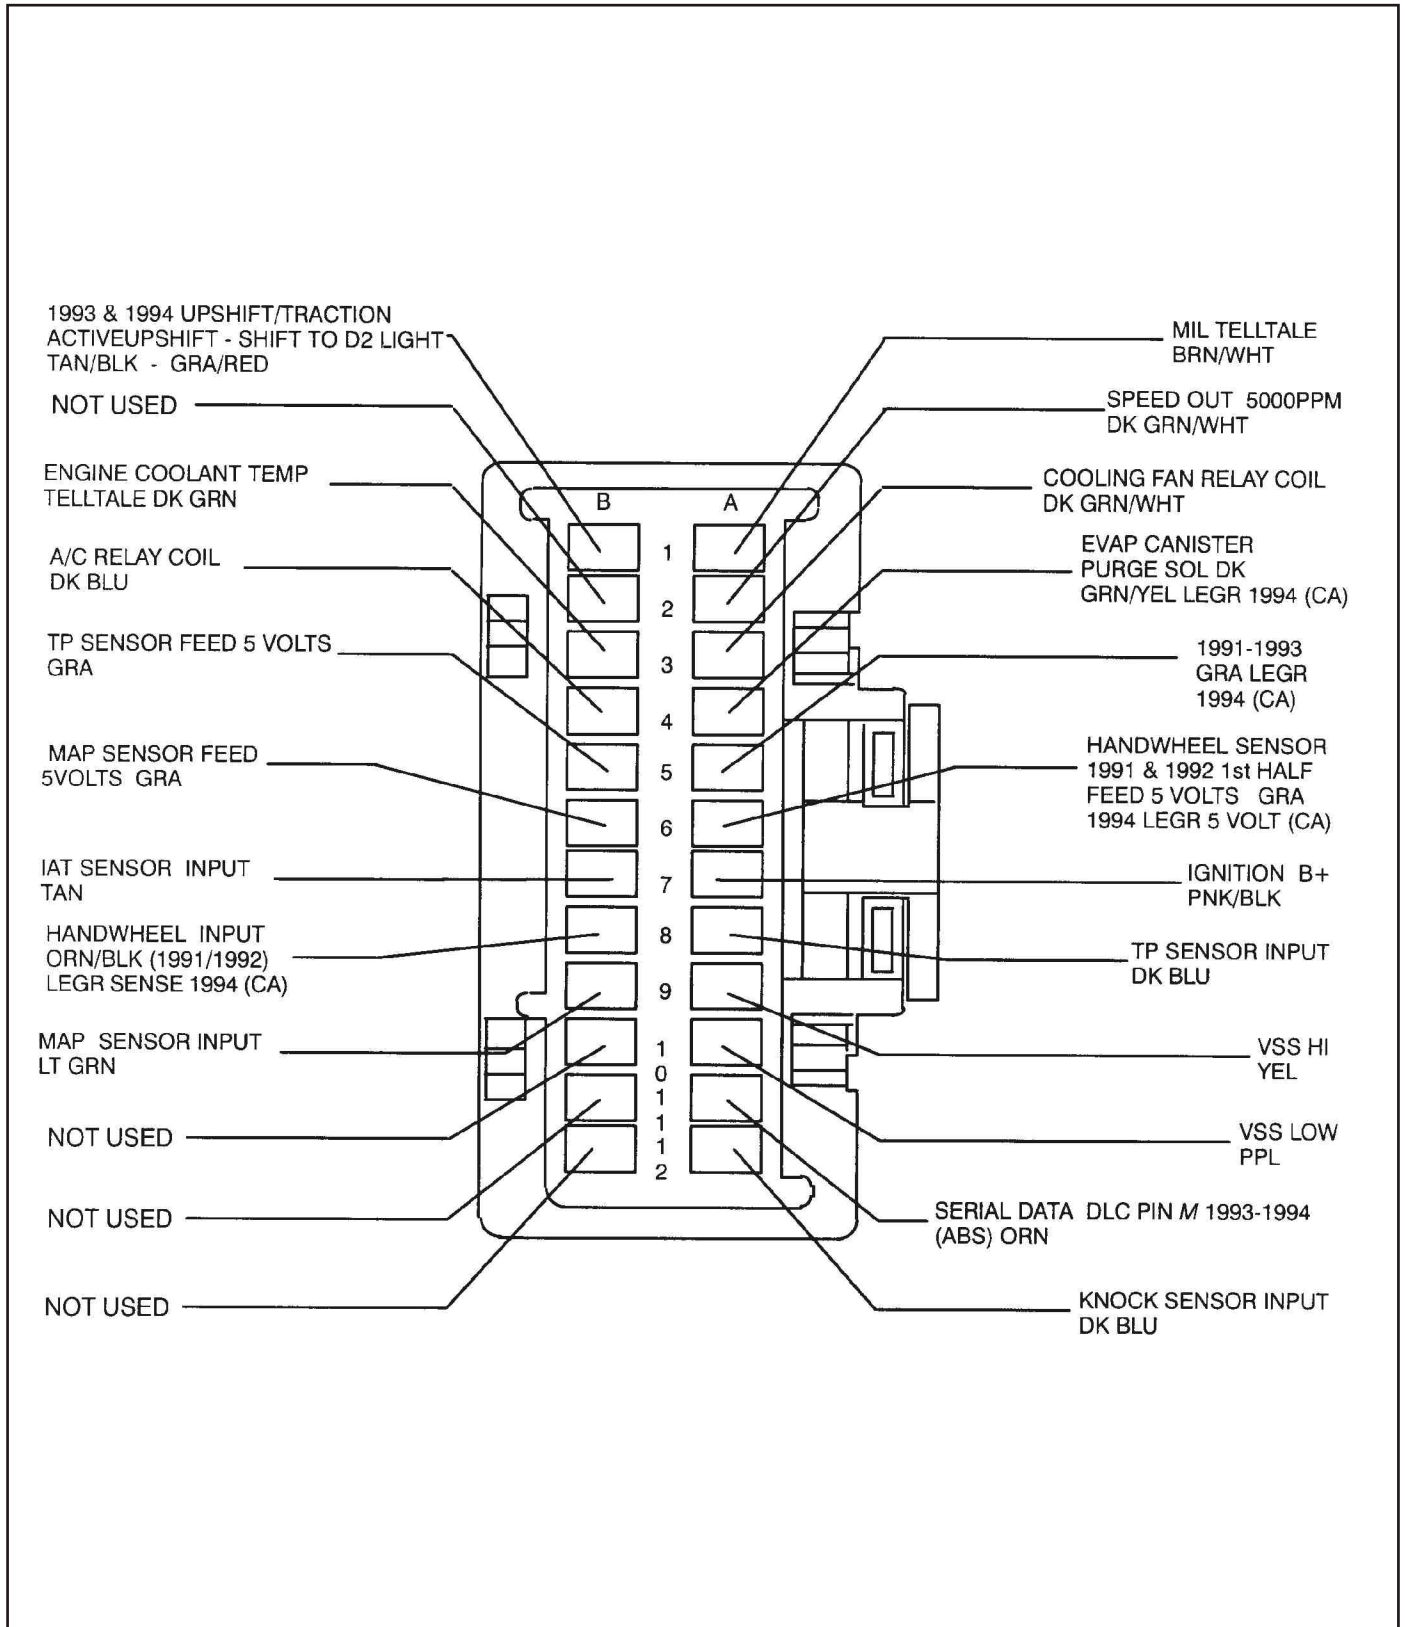 1993 & 1994 UPSHIFT/TRACTION
ACTIVEUPSHIFT - SHIFT TO D2 LIGHT
TAN/BLK - GRA/RED
NOT USED
ENGINE COOLANT TEMP
TELLTALE DK GRN
A/C RELAY COIL
DK BLU
TP SENSOR FEED 5 VOLTS
GRA
MAP SENSOR FEED
5VOLTS GRA
IAT SENSOR INPUT
TAN
HANDWHEEL INPUT
ORN/BLK (1991/1992)
LEGR SENSE 1994 (CA)
MAP SENSOR INPUT
LT GRN
NOT USED
NOT USED
NOT USED
B A
1
2
3
4
5
6
7
8
9
1
0
1
1
1
2
MIL TELLTALE
BRN/WHT
SPEED OUT 5000PPM
DK GRN/WHT
COOLING FAN RELAY COIL
DK GRN/WHT
EVAP CANISTER
PURGE SOL DK
GRN/YEL LEGR 1994 (CA)
1991-1993
GRA LEGR
1994 (CA)
HANDWHEEL SENSOR
1991 & 1992 1st HALF
FEED 5 VOLTS GRA
1994 LEGR 5 VOLT (CA)
IGNITION B+
PNK/BLK
TP SENSOR INPUT
DK BLU
VSS HI
YEL
VSS LOW
PPL
SERIAL DATA DLC PIN M 1993-1994
(ABS) ORN
KNOCK SENSOR INPUT
DK BLU